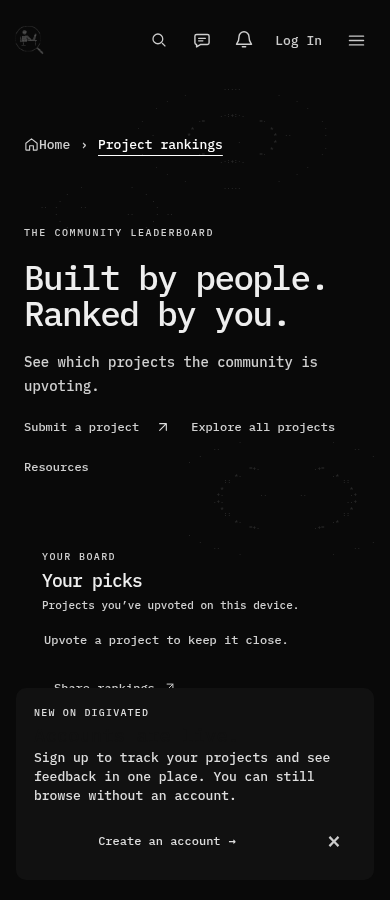 Log In
Home › Project rankings
THE COMMUNITY LEADERBOARD
Built by people.
Ranked by you.
See which projects the community is
upvoting.
Submit a project ↗ Explore all projects
Resources
YOUR BOARD
Your picks
Projects you’ve upvoted on this device.
Upvote a project to keep it close.
Share rankings ↗
NEW ON DIGIVATED
Sign up to track your projects and see
feedback in one place. You can still
browse without an account.
Create an account → ×